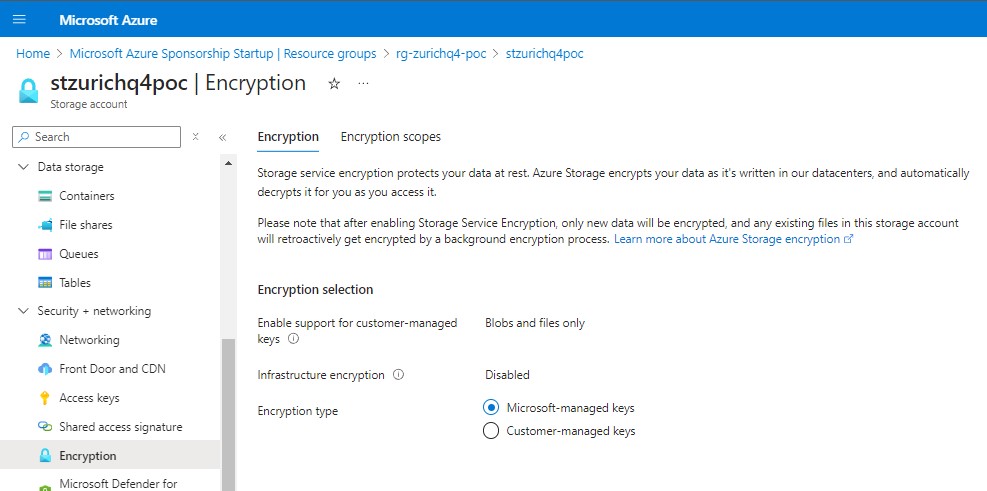 Microsoft Azure
Home > Microsoft Azure Sponsorship Startup | Resource groups > rg-zurichq4-poc > stzurichq4poc
stzurichq4poc | Encryption
Storage account
Search
Encryption
Encryption scopes
Data storage
Containers
File shares
Queues
Tables
Security + networking
Networking
Front Door and CDN
Access keys
Shared access signature
Encryption
Microsoft Defender for
Storage service encryption protects your data at rest. Azure Storage encrypts your data as it's written in our datacenters, and automatically
decrypts it for you as you access it.
Please note that after enabling Storage Service Encryption, only new data will be encrypted, and any existing files in this storage account
will retroactively get encrypted by a background encryption process. Learn more about Azure Storage encryption
Encryption selection
Enable support for customer-managed
keys
Blobs and files only
Infrastructure encryption
Disabled
Encryption type
Microsoft-managed keys
Customer-managed keys